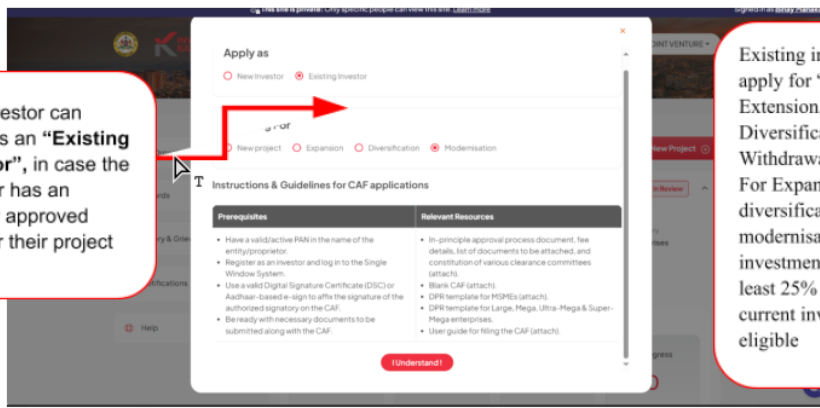 This site is private: Only specific people can view this site. Learn more
Signed in as
JOINT VENTURE
Apply as
New Investor Existing Investor
New project Expansion Diversification Modernisation
Instructions & Guidelines for CAF applications
Prerequisites
Relevant Resources
• Have a valid/active PAN in the name of the
entity/proprietor.
• Register as an investor and log in to the Single
Window System.
• Use a valid Digital Signature Certificate (DSC) or
Aadhaar-based e-sign to affix the signature of the
authorized signatory on the CAF.
• Be ready with necessary documents to be
submitted along with the CAF.
• In-principle approval process document, fee
details, list of documents to be attached, and
constitution of various clearance committees
(attach).
• Blank CAF (attach).
• DPR template for MSMEs (attach).
• DPR template for Large, Mega, Ultra-Mega & Super-
Mega enterprises.
• User guide for filling the CAF (attach).
I Understand !
estor can
s an “Existing
or”, in case the
r has an
approved
r their project
Help
New Project
In Review
Existing in
apply for “
Extension,
Diversifica
Withdrawa
For Expan
diversifica
modernisa
investmen
least 25%
current inv
eligible